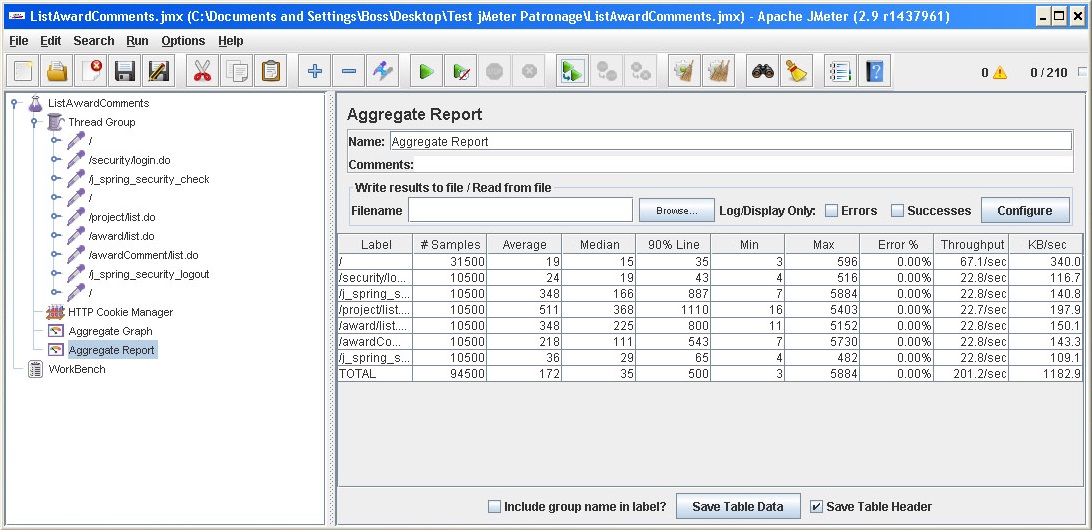 ListAwardComments.jmx (C:\Documents and Settings\Boss\Desktop\Test jMeter Patronage\ListAwardComments.jmx) - Apache JMeter (2.9 r1437961)
File Edit Search Run Options Help
0 0 / 210
ListAwardComments
Thread Group
/
/security/login.do
/j_spring_security_check
/
/project/list.do
/award/list.do
/awardComment/list.do
/j_spring_security_logout
/
HTTP Cookie Manager
Aggregate Graph
Aggregate Report
WorkBench
Aggregate Report
Name: Aggregate Report
Comments:
Write results to file / Read from file
Filename Browse... Log/Display Only: Errors Successes Configure
Label # Samples Average Median 90% Line Min Max Error % Throughput KB/sec
/ 31500 19 15 35 3 596 0.00% 67.1/sec 340.0
/security/lo... 10500 24 19 43 4 516 0.00% 22.8/sec 116.7
/j_spring_s... 10500 348 166 887 7 5884 0.00% 22.8/sec 140.8
/project/list.... 10500 511 368 1110 16 5403 0.00% 22.7/sec 197.9
/award/list.... 10500 348 225 800 11 5152 0.00% 22.8/sec 150.1
/awardCo... 10500 218 111 543 7 5730 0.00% 22.8/sec 143.3
/j_spring_s... 10500 36 29 65 4 482 0.00% 22.8/sec 109.1
TOTAL 94500 172 35 500 3 5884 0.00% 201.2/sec 1182.9
Include group name in label? Save Table Data Save Table Header